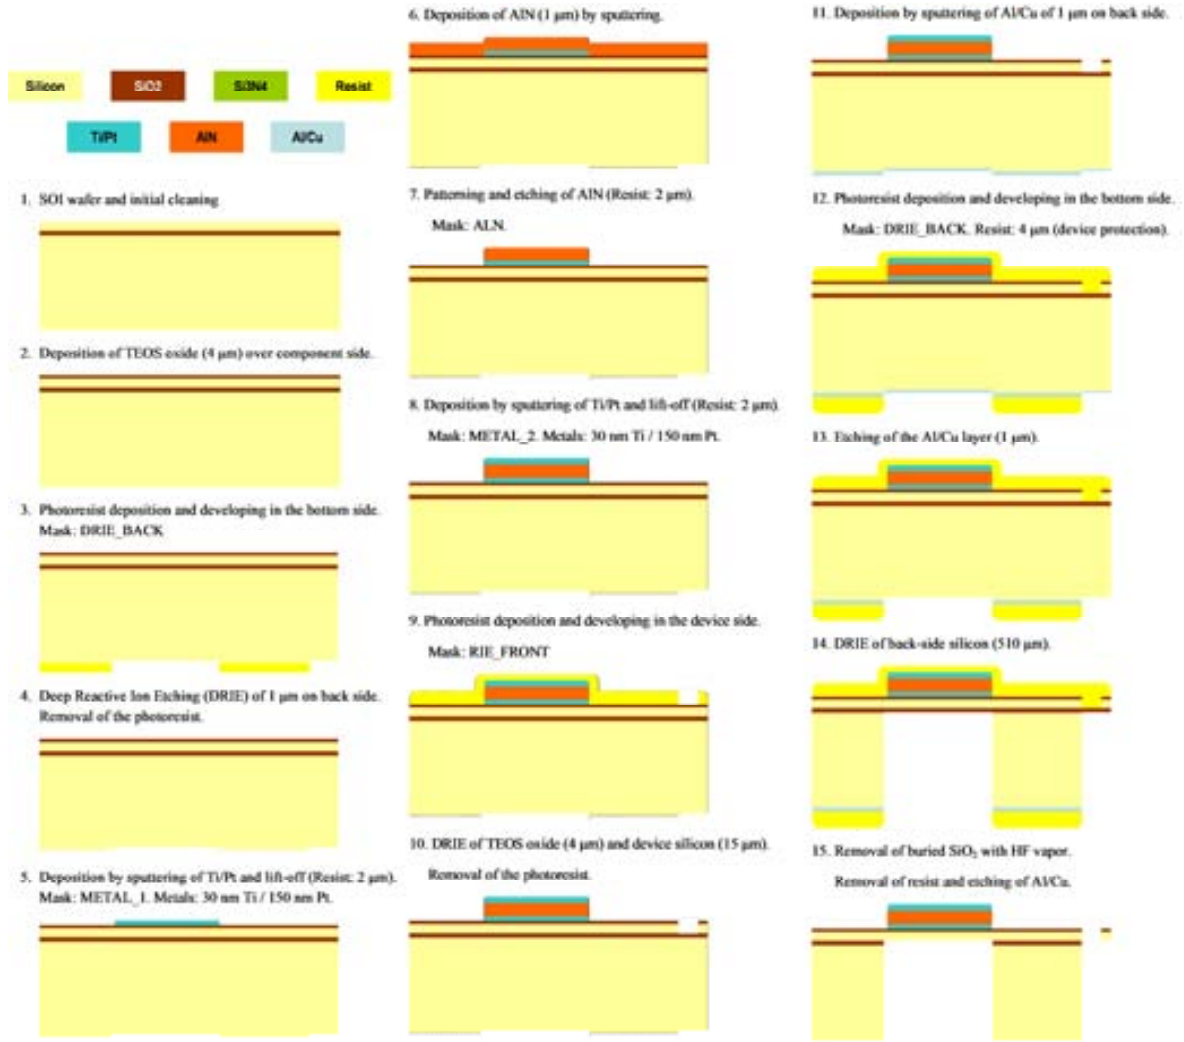 Silicon
SiO2
Si3N4
Resist
Ti/Pt
AlN
Al/Cu
1. SOI wafer and initial cleaning
2. Deposition of TEOS oxide (4 µm) over component side.
3. Photoresist deposition and developing in the bottom side.
Mask: DRIE_BACK
4. Deep Reactive Ion Etching (DRIE) of 1 µm on back side.
Removal of the photoresist.
5. Deposition by sputtering of Ti/Pt and lift-off (Resist: 2 µm).
Mask: METAL_1. Metals: 30 nm Ti / 150 nm Pt.
6. Deposition of AlN (1 µm) by sputtering.
7. Patterning and etching of AlN (Resist: 2 µm).
Mask: ALN.
8. Deposition by sputtering of Ti/Pt and lift-off (Resist: 2 µm).
Mask: METAL_2. Metals: 30 nm Ti / 150 nm Pt.
9. Photoresist deposition and developing in the device side.
Mask: RIE_FRONT
10. DRIE of TEOS oxide (4 µm) and device silicon (15 µm).
Removal of the photoresist.
11. Deposition by sputtering of Al/Cu of 1 µm on back side.
12. Photoresist deposition and developing in the bottom side.
Mask: DRIE_BACK. Resist: 4 µm (device protection).
13. Etching of the Al/Cu layer (1 µm).
14. DRIE of back-side silicon (510 µm).
15. Removal of buried SiO₂ with HF vapor.
Removal of resist and etching of Al/Cu.